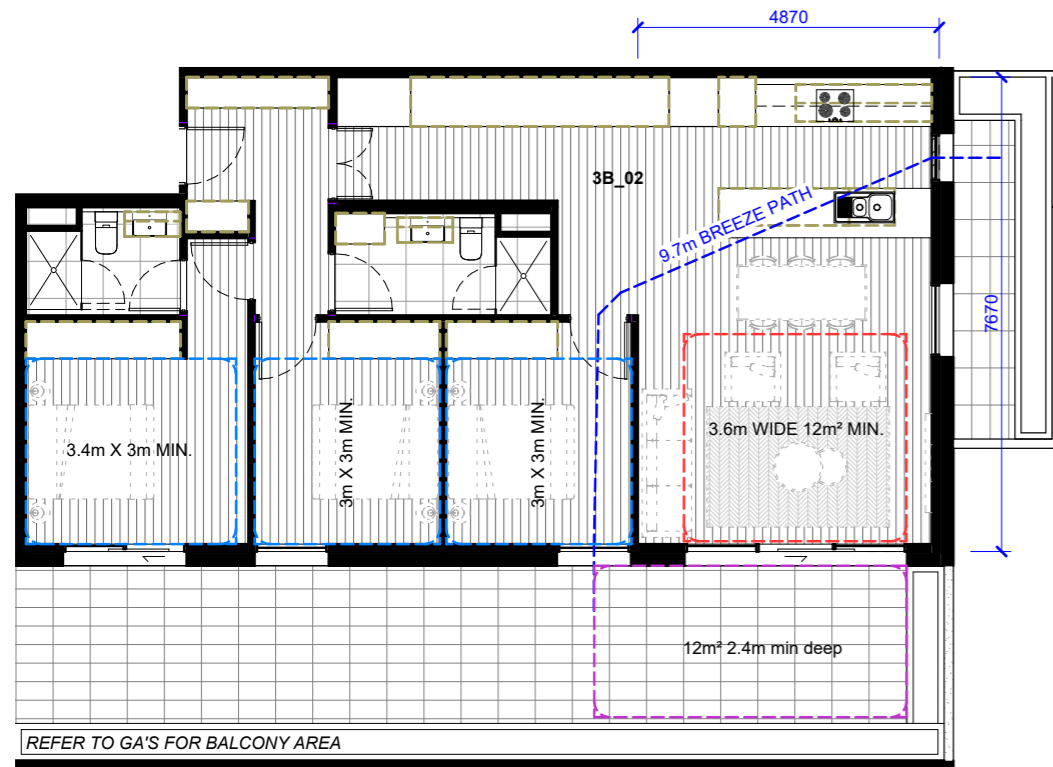 4870
3B_02
9.7m BREEZE PATH
7670
3.4m X 3m MIN.
3m X 3m MIN.
3m X 3m MIN.
3.6m WIDE 12m² MIN.
12m² 2.4m min deep
REFER TO GA'S FOR BALCONY AREA